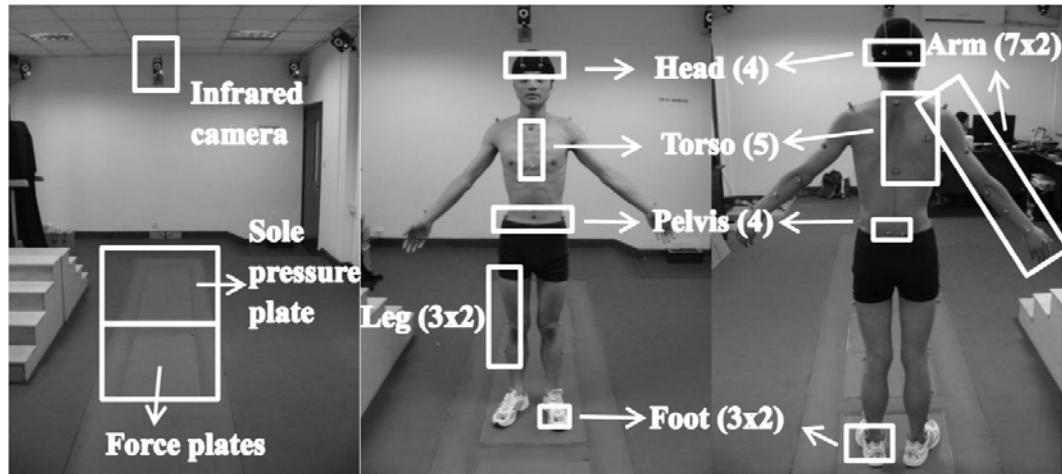 Infrared
camera
Sole
pressure
plate
Force plates
Head (4)
Torso (5)
Pelvis (4)
Leg (3x2)
Foot (3x2)
Arm (7x2)